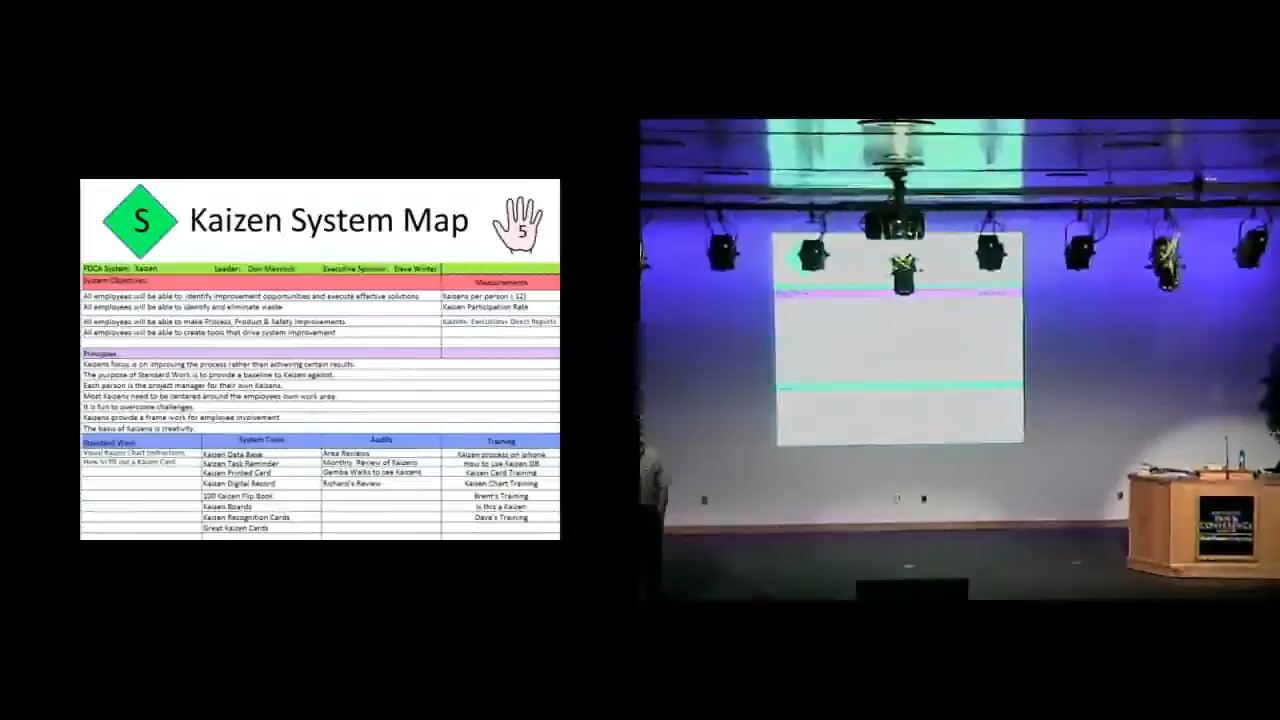 S Kaizen System Map 5
PDCA System: Kaizen Leader: Don Merrick Executive Sponsor: Steve Winter
System Objectives: Measurements
All employees will be able to identify improvement opportunities and execute effective solutions Kaizens per person ( 12)
All employees will be able to identify and eliminate waste Kaizen Participation Rate
All employees will be able to make Process, Product & Safety Improvements Kaizens: Executives+ Direct Reports
All employees will be able to create tools that drive system improvement
Principles
Kaizens focus is on improving the process rather than achieving certain results.
The purpose of Standard Work is to provide a baseline to Kaizen against.
Each person is the project manager for their own Kaizens.
Most Kaizens need to be centered around the employees own work area.
It is fun to overcome challenges.
Kaizens provide a frame work for employee involvement
The basis of Kaizens is creativity.
Standard Work System Tools Audits Training
Visual Kaizen Chart Instructions Kaizen Data Base Area Reviews Kaizen process on iphone
How to fill out a Kaizen Card Kaizen Task Reminder Monthly Review of Kaizens How to use Kaizen DB
Kaizen Printed Card Gemba Walks to see Kaizens Kaizen Card Training
Kaizen Digital Record Richard's Review Kaizen Chart Training
100 Kaizen Flip Book Brent's Training
Kaizen Boards Is this a Kaizen
Kaizen Recognition Cards Dave's Training
Great Kaizen Cards
CONFERENCE